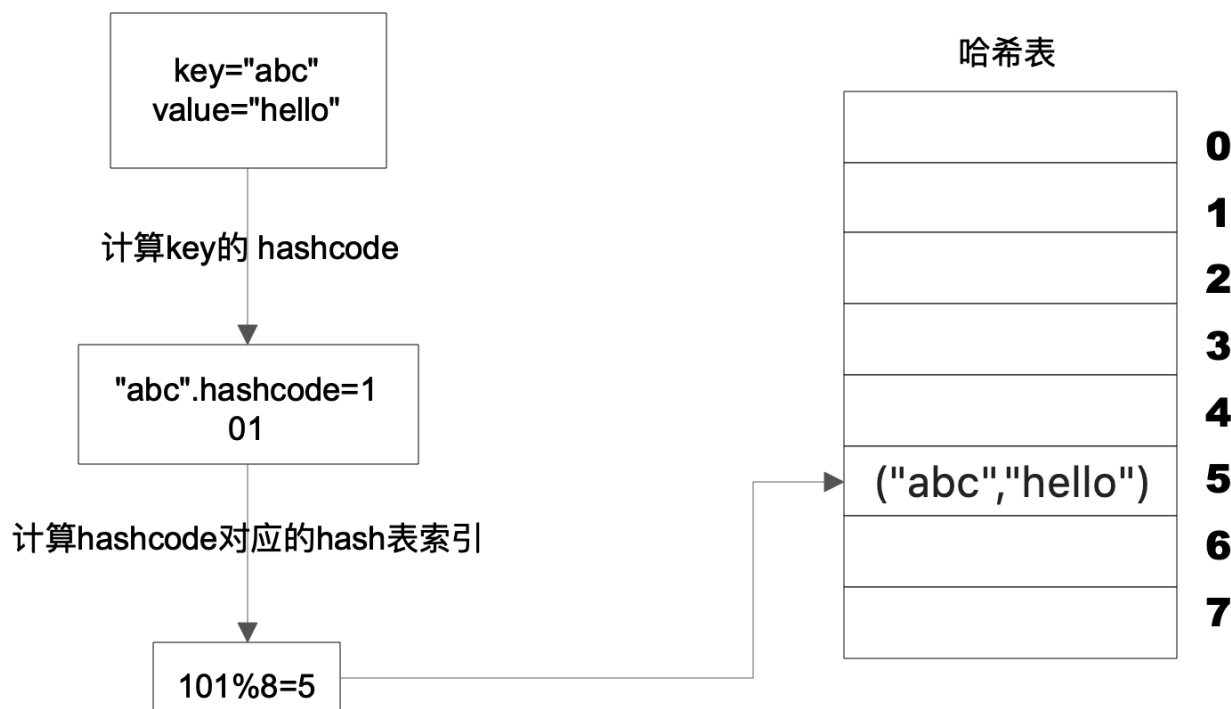 key="abc"
value="hello"
计算key的 hashcode
"abc".hashcode=1
01
计算hashcode对应的hash表索引
101%8=5
哈希表
0
1
2
3
4
("abc","hello")
5
6
7